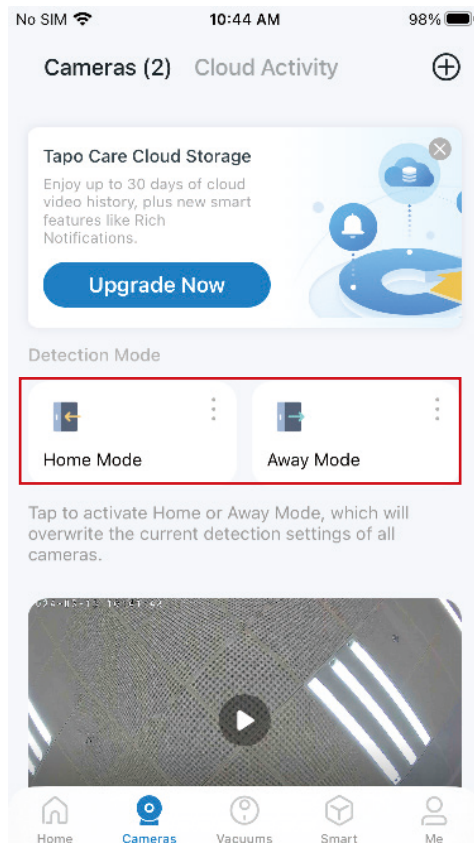 No SIM 10:44 AM 98%
Cameras (2) Cloud Activity
Tapo Care Cloud Storage
Enjoy up to 30 days of cloud
video history, plus new smart
features like Rich
Notifications.
Upgrade Now
Detection Mode
Home Mode Away Mode
Tap to activate Home or Away Mode, which will
overwrite the current detection settings of all
cameras.
Home Cameras Vacuums Smart Me